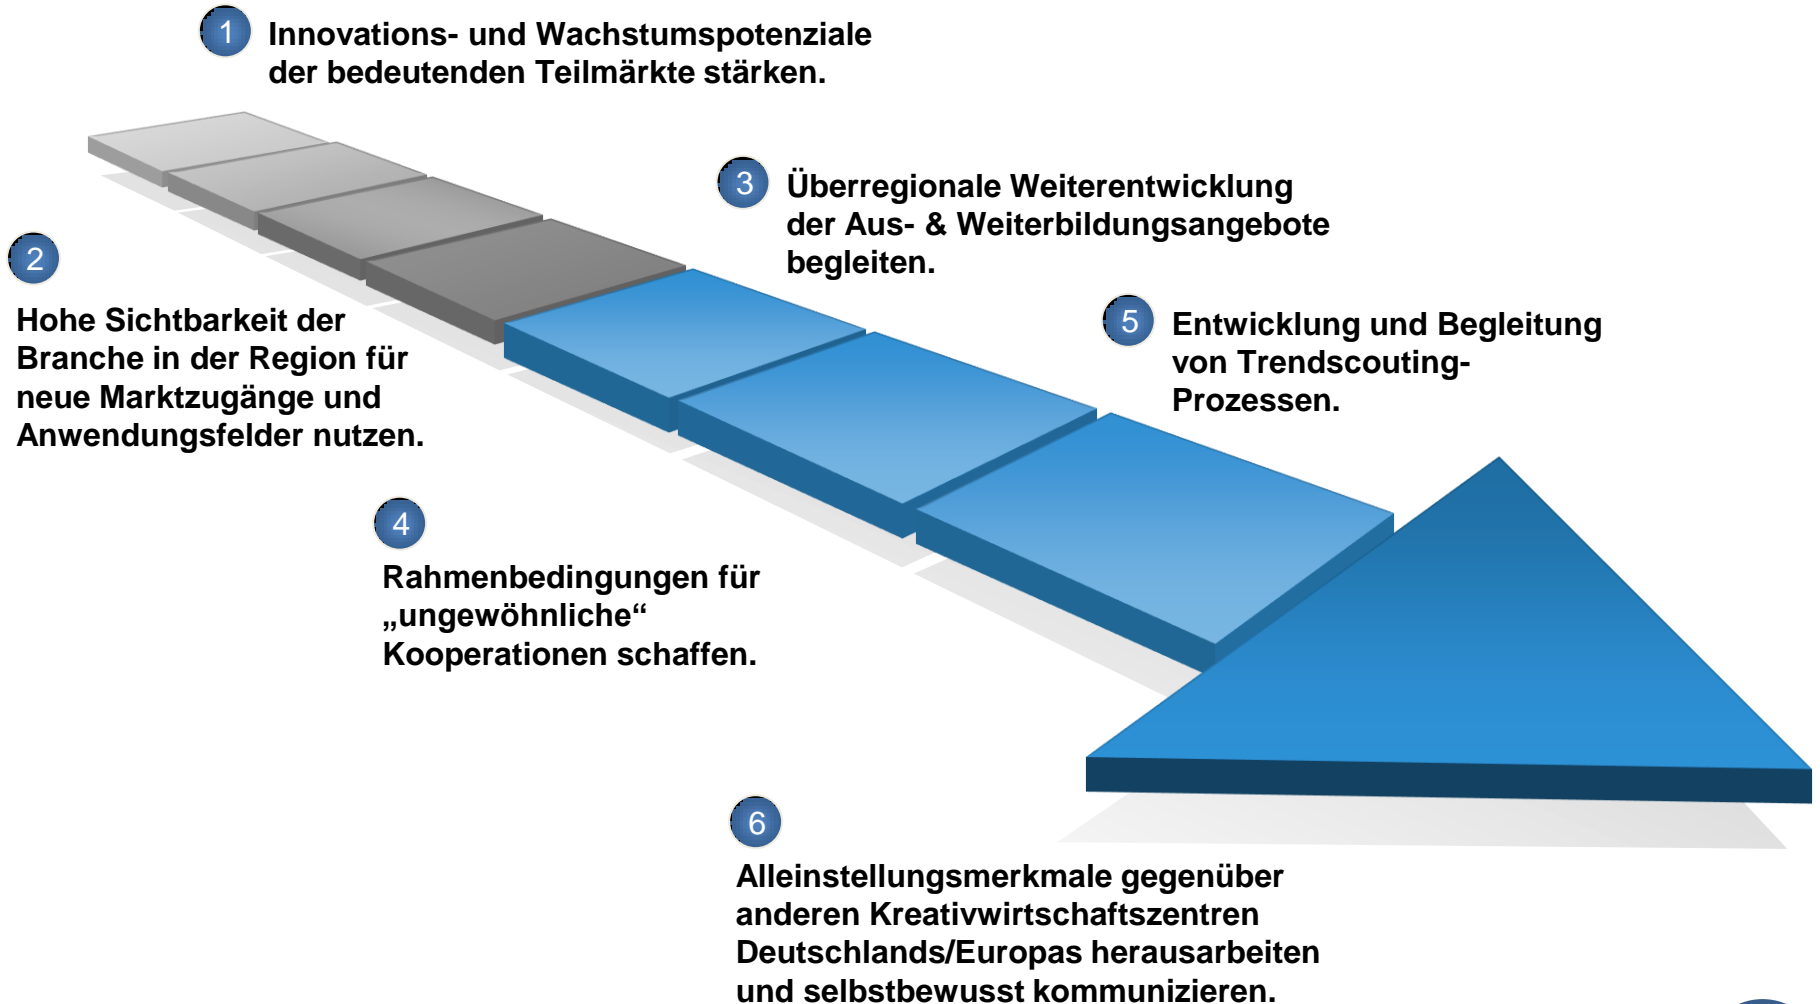 1
Innovations- und Wachstumspotenziale
der bedeutenden Teilmärkte stärken.
2
Hohe Sichtbarkeit der
Branche in der Region für
neue Marktzugänge und
Anwendungsfelder nutzen.
3
Überregionale Weiterentwicklung
der Aus- & Weiterbildungsangebote
begleiten.
4
Rahmenbedingungen für
„ungewöhnliche“
Kooperationen schaffen.
5
Entwicklung und Begleitung
von Trendscouting-
Prozessen.
6
Alleinstellungsmerkmale gegenüber
anderen Kreativwirtschaftszentren
Deutschlands/Europas herausarbeiten
und selbstbewusst kommunizieren.